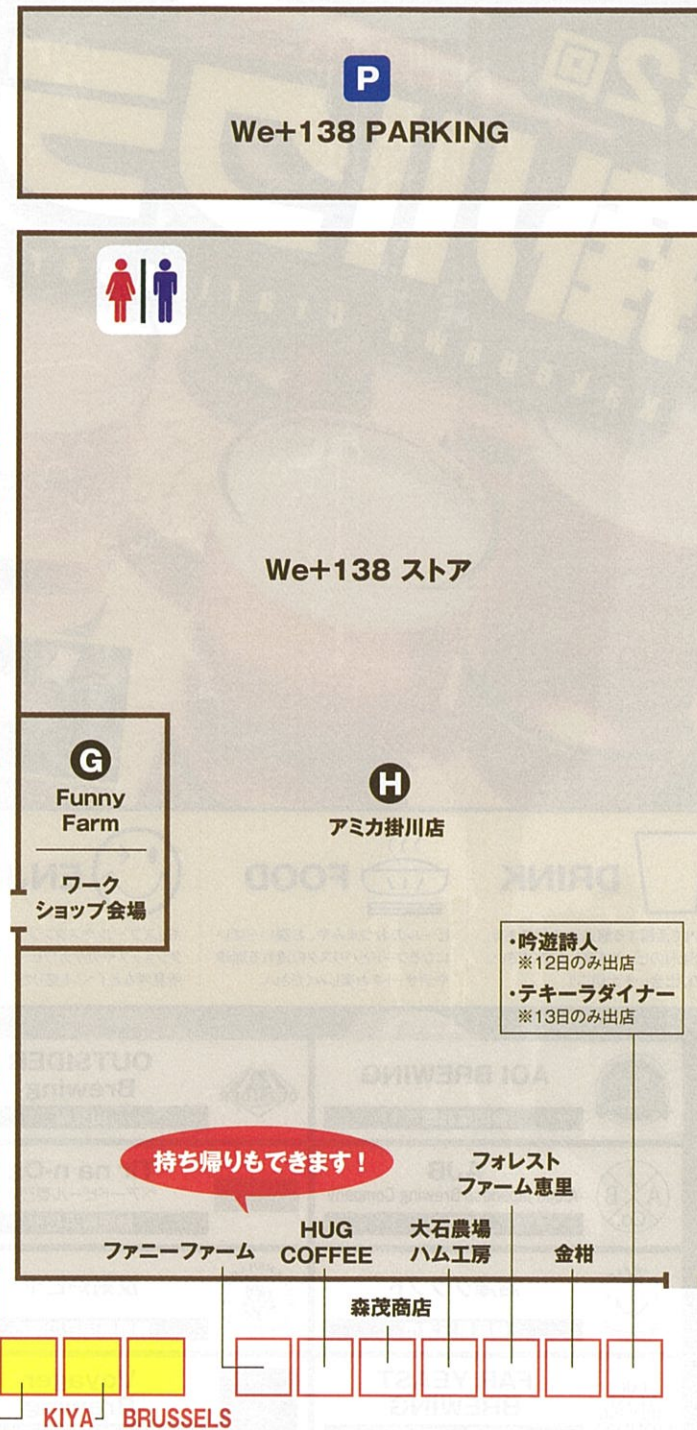 P
We+138 PARKING
We+138 ストア
G
Funny
Farm
ワーク
ショップ会場
H
アミカ掛川店
・吟遊詩人
※12日のみ出店
・テキーラダイナー
※13日のみ出店
持ち帰りもできます!
ファニーファーム
HUG
COFFEE
森茂商店
大石農場
ハム工房
フォレスト
ファーム恵里
金柑
KIYA
BRUSSELS